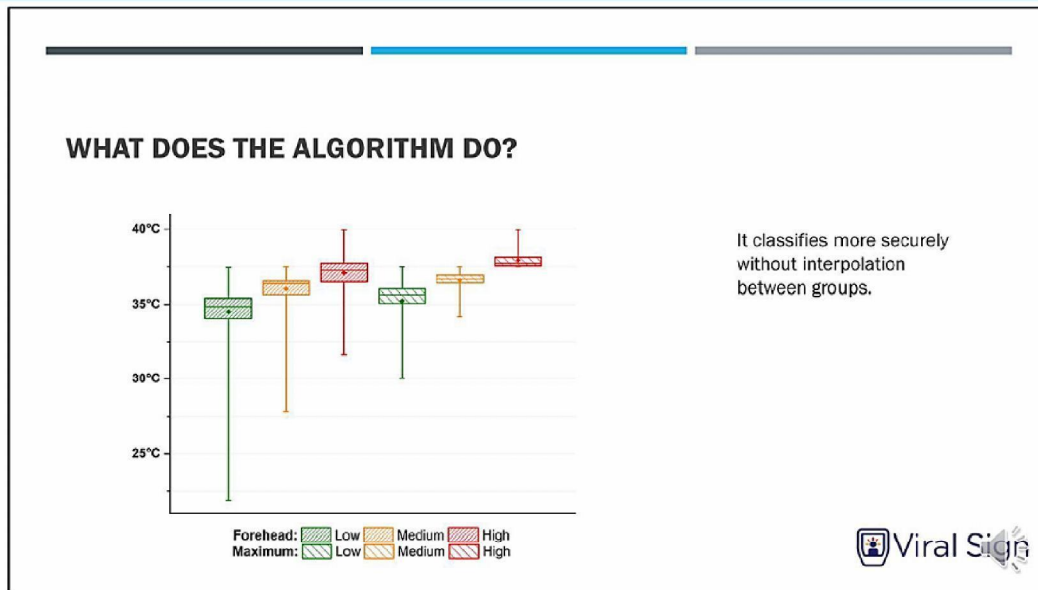 WHAT DOES THE ALGORITHM DO?
40°C
35°C
30°C
25°C
It classifies more securely
without interpolation
between groups.
Forehead: Low Medium High
Maximum: Low Medium High
Viral Sign